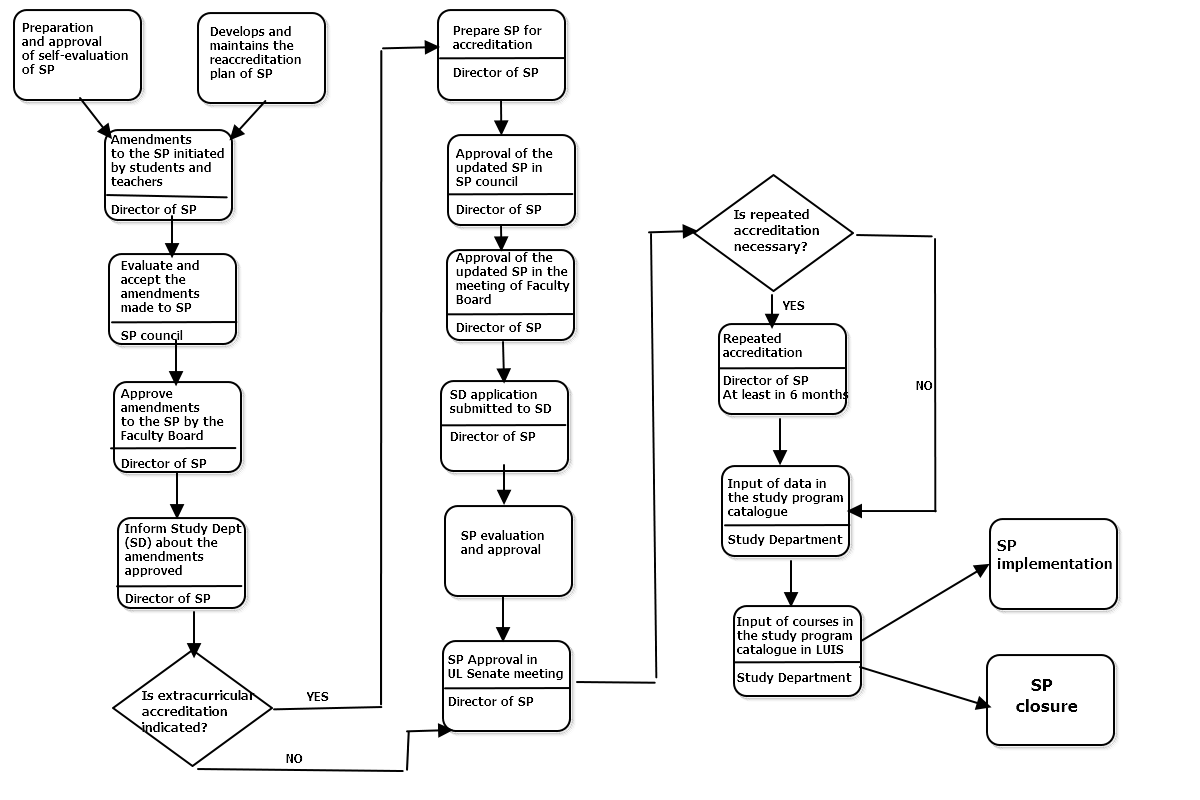 Preparation
and approval
of self-evaluation
of SP
Develops and
maintains the
reaccreditation
plan of SP
Amendments
to the SP initiated
by students and
teachers
Director of SP
Evaluate and
accept the
amendments
made to SP
SP council
Approve
amendments
to the SP by the
Faculty Board
Director of SP
Inform Study Dept
(SD) about the
amendments
approved
Director of SP
Is extracurricular
accreditation
indicated?
YES
NO
Prepare SP for
accreditation
Director of SP
Approval of the
updated SP in
SP council
Director of SP
Approval of the
updated SP in the
meeting of Faculty
Board
Director of SP
SD application
submitted to SD
Director of SP
SP evaluation
and approval
SP Approval in
UL Senate meeting
Director of SP
Is repeated
accreditation
necessary?
YES
NO
Repeated
accreditation
Director of SP
At least in 6 months
Input of data in
the study program
catalogue
Study Department
Input of courses in
the study program
catalogue in LUIS
Study Department
SP
implementation
SP
closure